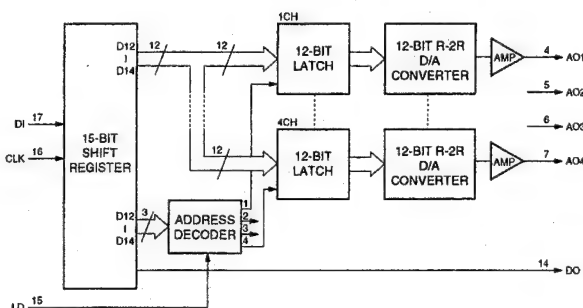 1CH
D12
I
D14
12
12
12-BIT
LATCH
12-BIT R-2R
D/A
CONVERTER
AMP
4
AO1
5
AO2
6
AO3
DI
17
CLK
16
15-BIT
SHIFT
REGISTER
4CH
12
12-BIT
LATCH
12-BIT R-2R
D/A
CONVERTER
AMP
7
AO4
D12
I
D14
3
ADDRESS
DECODER
1
2
3
4
14
DO
LD
15